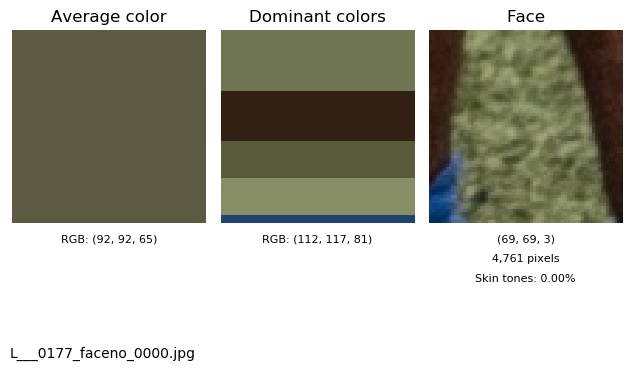 Average color
Dominant colors
Face
RGB: (92, 92, 65)
RGB: (112, 117, 81)
(69, 69, 3)
4,761 pixels
Skin tones: 0.00%
L___0177_faceno_0000.jpg